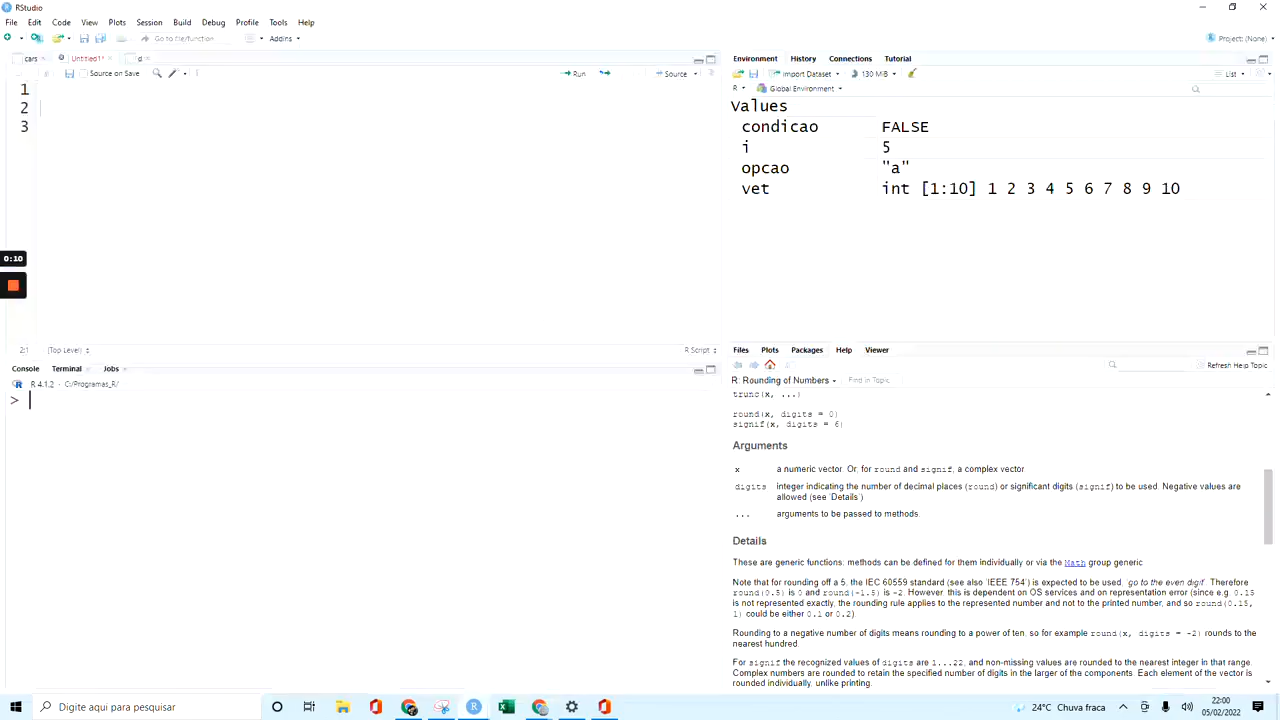 RStudio
File Edit Code View Plots Session Build Debug Profile Tools Help
Go to file/function Addins Project: (None)
cars Untitled1* d
Source on Save Run Source
1
2
3
2:1 (Top Level) R Script
Console Terminal Jobs
R 4.1.2 · C:/Programas_R/
>
0:10
Environment History Connections Tutorial
Import Dataset 130 MiB List
R Global Environment
Values
condicao FALSE
i 5
opcao "a"
vet int [1:10] 1 2 3 4 5 6 7 8 9 10
Files Plots Packages Help Viewer
Refresh Help Topic
R: Rounding of Numbers Find in Topic
trunc(x, ...)
round(x, digits = 0)
signif(x, digits = 6)
Arguments
x a numeric vector. Or, for round and signif, a complex vector.
digits integer indicating the number of decimal places (round) or significant digits (signif) to be used. Negative values are
allowed (see ‘Details’).
... arguments to be passed to methods.
Details
These are generic functions: methods can be defined for them individually or via the Math group generic.
Note that for rounding off a 5, the IEC 60559 standard (see also ‘IEEE 754’) is expected to be used, ‘go to the even digit’. Therefore
round(0.5) is 0 and round(-1.5) is -2. However, this is dependent on OS services and on representation error (since e.g. 0.15
is not represented exactly, the rounding rule applies to the represented number and not to the printed number, and so round(0.15,
1) could be either 0.1 or 0.2).
Rounding to a negative number of digits means rounding to a power of ten, so for example round(x, digits = -2) rounds to the
nearest hundred.
For signif the recognized values of digits are 1...22, and non-missing values are rounded to the nearest integer in that range.
Complex numbers are rounded to retain the specified number of digits in the larger of the components. Each element of the vector is
rounded individually, unlike printing.
Digite aqui para pesquisar
24°C Chuva fraca
22:00
05/02/2022